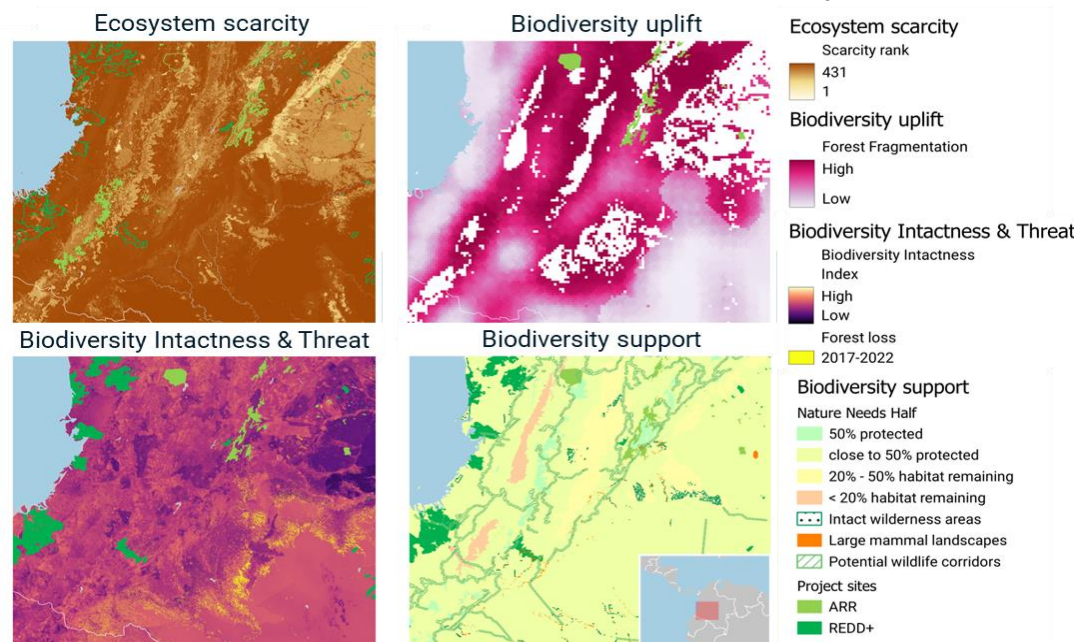 Ecosystem scarcity
Biodiversity uplift
Biodiversity Intactness & Threat
Biodiversity support
Ecosystem scarcity
Scarcity rank
431
1
Biodiversity uplift
Forest Fragmentation
High
Low
Biodiversity Intactness & Threat
Biodiversity Intactness
Index
High
Low
Forest loss
2017-2022
Biodiversity support
Nature Needs Half
50% protected
close to 50% protected
20% - 50% habitat remaining
< 20% habitat remaining
Intact wilderness areas
Large mammal landscapes
Potential wildlife corridors
Project sites
ARR
REDD+